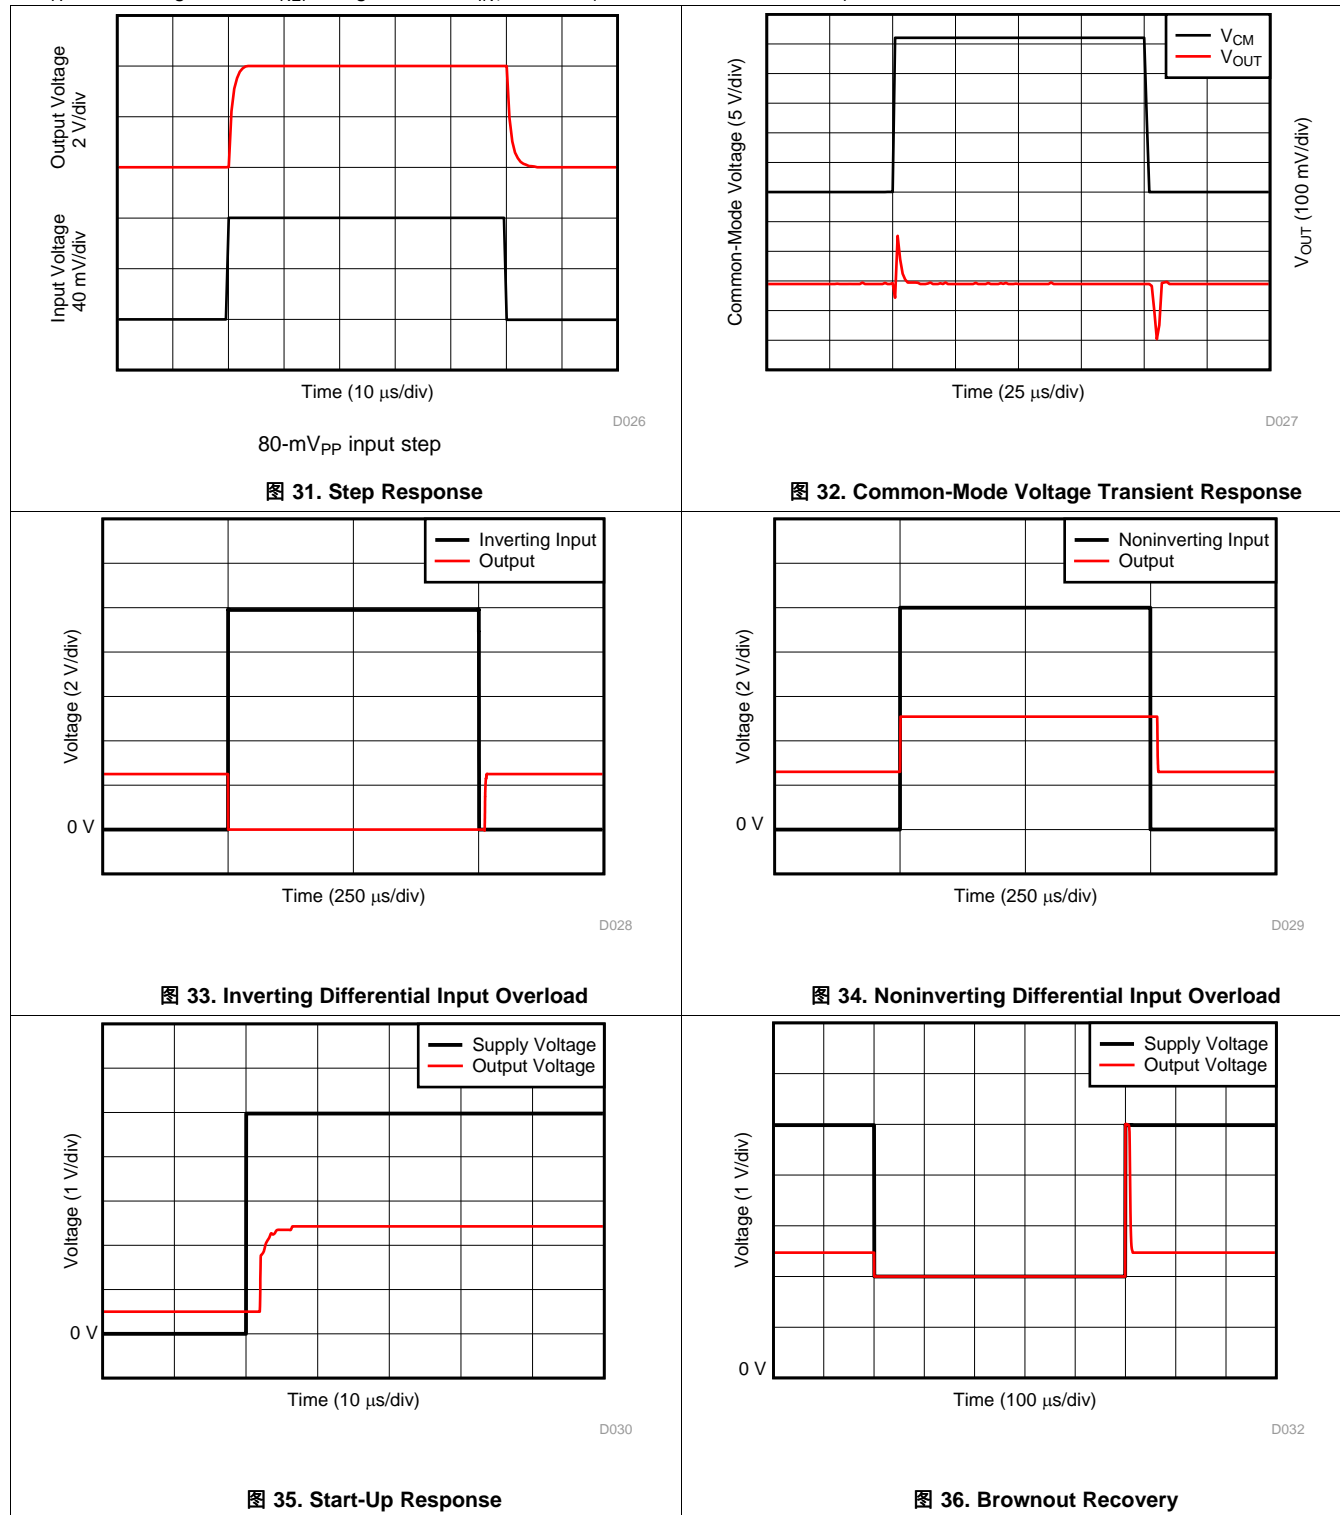 Output Voltage
2 V/div
Input Voltage
40 mV/div
Time (10 μs/div)
D026
80-mVPP input step
图 31. Step Response
VCM
VOUT
Common-Mode Voltage (5 V/div)
VOUT (100 mV/div)
Time (25 μs/div)
D027
图 32. Common-Mode Voltage Transient Response
Inverting Input
Output
Voltage (2 V/div)
0 V
Time (250 μs/div)
D028
图 33. Inverting Differential Input Overload
Noninverting Input
Output
Voltage (2 V/div)
0 V
Time (250 μs/div)
D029
图 34. Noninverting Differential Input Overload
Supply Voltage
Output Voltage
Voltage (1 V/div)
0 V
Time (10 μs/div)
D030
图 35. Start-Up Response
Supply Voltage
Output Voltage
Voltage (1 V/div)
0 V
Time (100 μs/div)
D032
图 36. Brownout Recovery